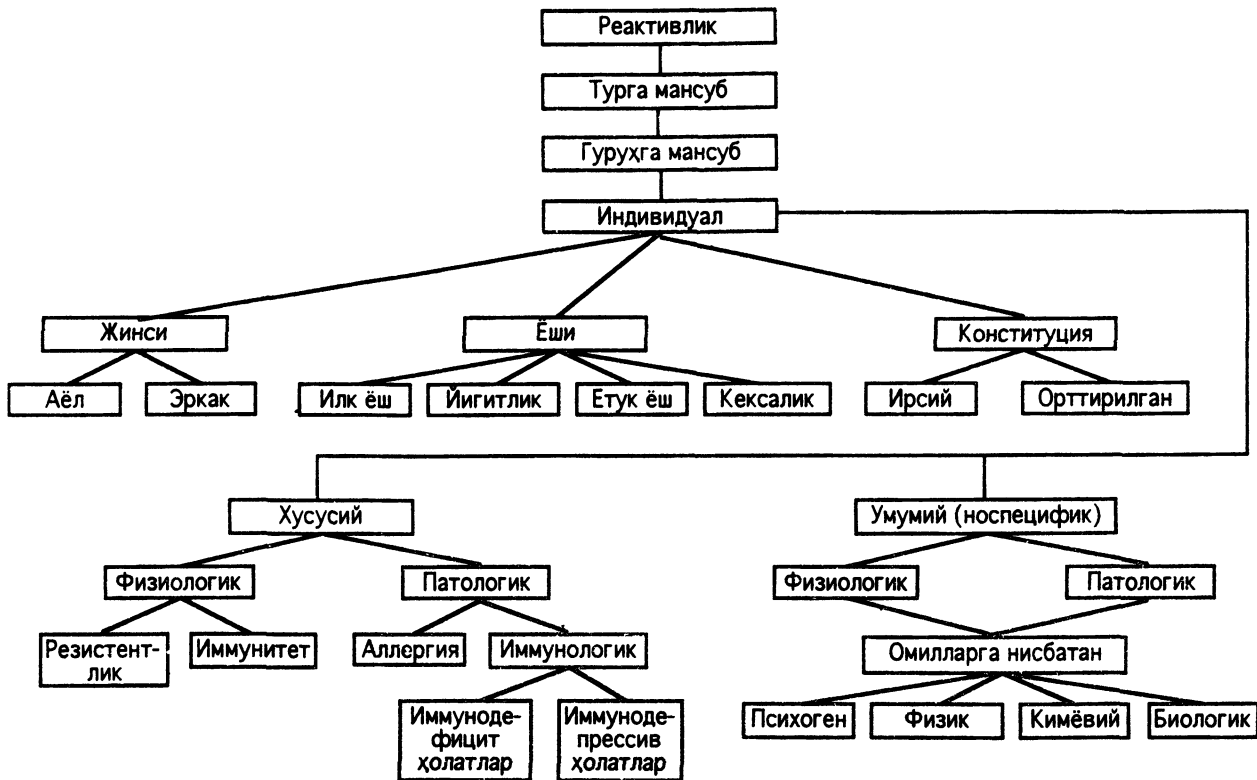 Реактивлик
Турга мансуб
Гуруҳга мансуб
Индивидуал
Жинси
Ёши
Конституция
Аёл
Эркак
Илк ёш
Йигитлик
Етук ёш
Кексалик
Ирсий
Орттирилган
Хусусий
Умумий (носпецифик)
Физиологик
Патологик
Физиологик
Патологик
Резистент-
лик
Иммунитет
Аллергия
Иммунологик
Омилларга нисбатан
Иммуноде-
фицит
ҳолатлар
Иммуноде-
прессив
ҳолатлар
Психоген
Физик
Кимёвий
Биологик